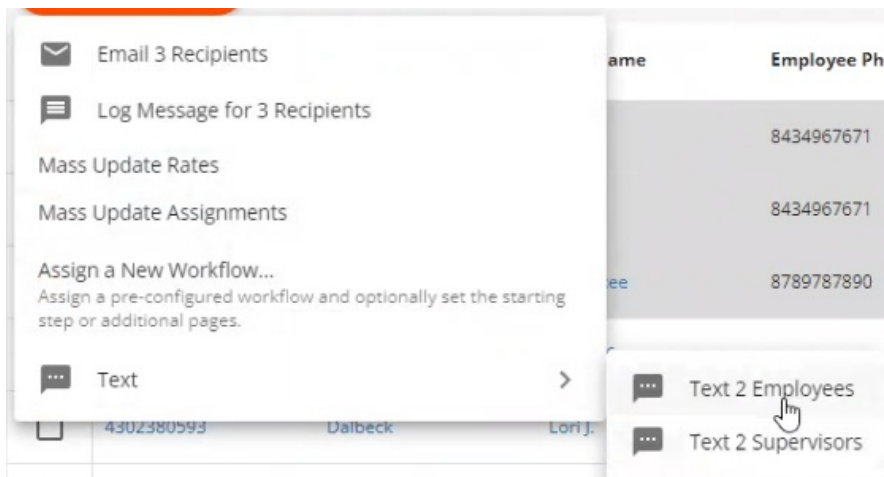 Email 3 Recipients
ame
Employee Ph
Log Message for 3 Recipients
8434967671
Mass Update Rates
Mass Update Assignments
8434967671
Assign a New Workflow...
ee
8789787890
Assign a pre-configured workflow and optionally set the starting
step or additional pages.
Text
Text 2 Employees
4302380593
Dalbeck
Lori J.
Text 2 Supervisors